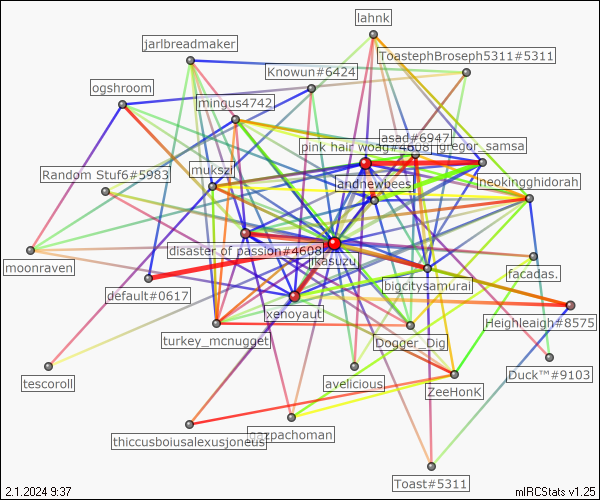 lahnk
jarlbreadmaker
ToastephBroseph5311#5311
Knowun#6424
ogshroom
mingus4742
asad#6947
pink hair woag#4608
gregor_samsa
mukszi
Random Stuf6#5983
andnewbees
neokingghidorah
disaster of passion#4608
ikasuzu
moonraven
facadas.
bigcitysamurai
default#0617
xenoyaut
Heighleaigh#8575
turkey_mcnugget
Dogger_Dig
Duck™#9103
tescoroll
avelicious
ZeeHonK
gazpachoman
thiccusboiusalexusjoneus
Toast#5311
2.1.2024 9:37
mIRCStats v1.25